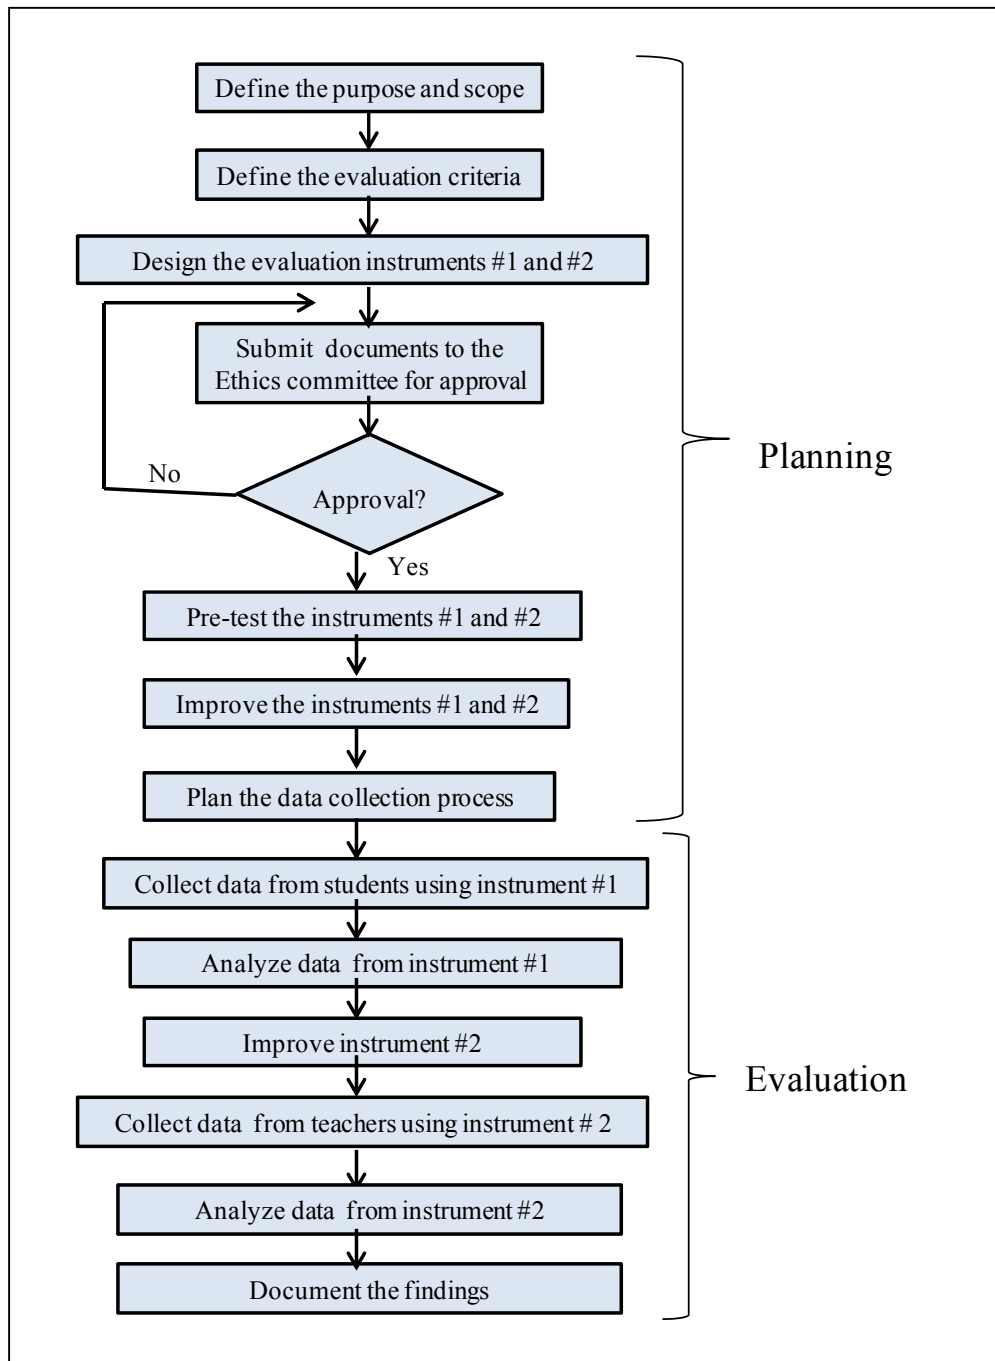 Define the purpose and scope
Define the evaluation criteria
Design the evaluation instruments #1 and #2
Submit documents to the
Ethics committee for approval
Approval?
No
Yes
Pre-test the instruments #1 and #2
Improve the instruments #1 and #2
Plan the data collection process
Planning
Collect data from students using instrument #1
Analyze data from instrument #1
Improve instrument #2
Collect data from teachers using instrument # 2
Analyze data from instrument #2
Document the findings
Evaluation